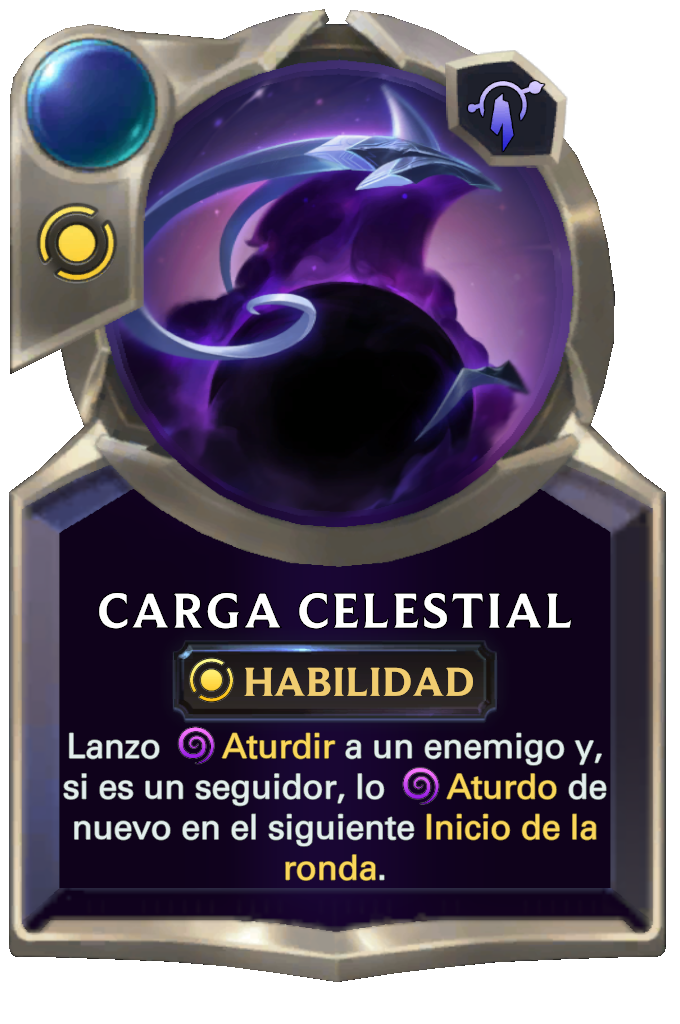 CARGA CELESTIAL
HABILIDAD
Lanzo Aturdir a un enemigo y,
si es un seguidor, lo Aturdo de
nuevo en el siguiente Inicio de la
ronda.